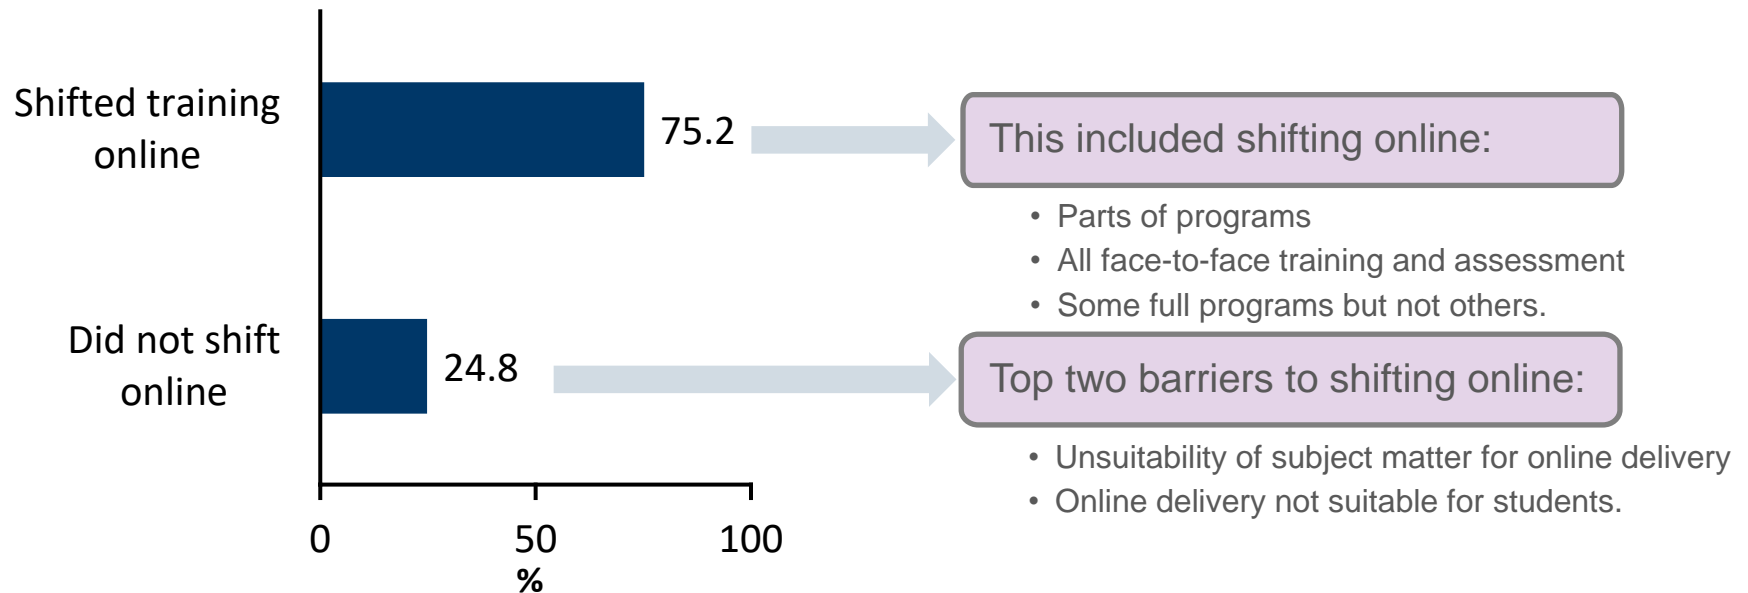 Shifted training
online
75.2
This included shifting online:
• Parts of programs
• All face-to-face training and assessment
• Some full programs but not others.
Did not shift
online
24.8
Top two barriers to shifting online:
• Unsuitability of subject matter for online delivery
• Online delivery not suitable for students.
0 50 100
%